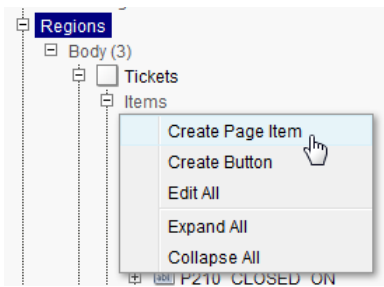 Regions
Body (3)
Tickets
Items
Create Page Item
Create Button
Edit All
Expand All
Collapse All
P210_CLOSED_ON